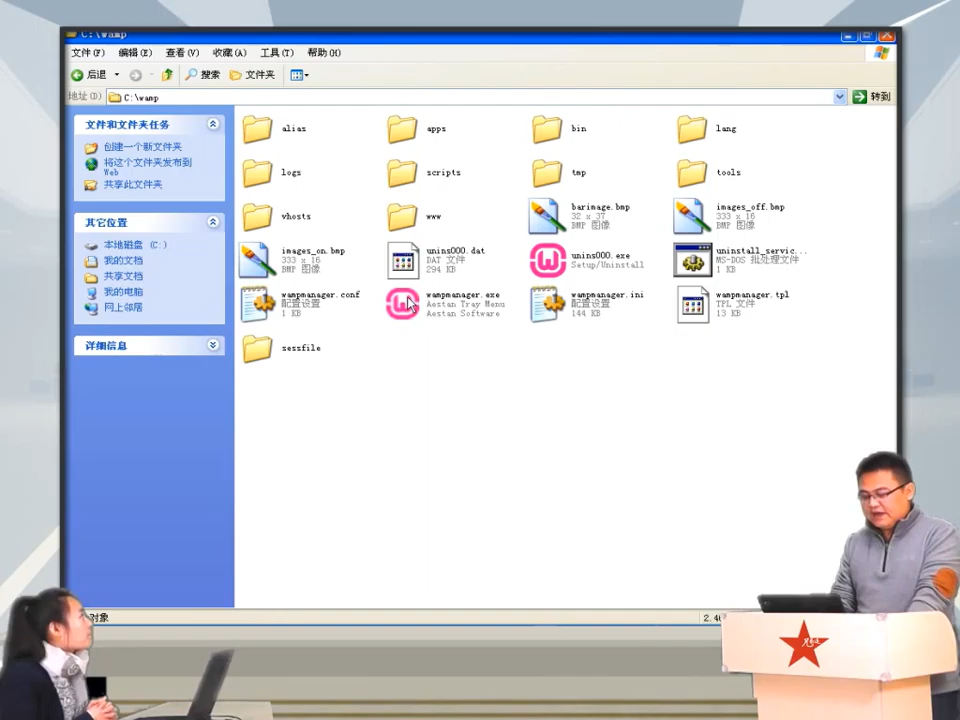 C:\wamp
文件(F) 编辑(E) 查看(V) 收藏(A) 工具(T) 帮助(H)
后退 搜索 文件夹
地址(D) C:\wamp 转到
文件和文件夹任务
创建一个新文件夹
将这个文件夹发布到
Web
共享此文件夹
其它位置
本地磁盘 (C:)
我的文档
共享文档
我的电脑
网上邻居
详细信息
alias
apps
bin
lang
logs
scripts
tmp
tools
vhosts
www
barimage.bmp
32 x 37
BMP 图像
images_off.bmp
333 x 16
BMP 图像
images_on.bmp
333 x 16
BMP 图像
unins000.dat
DAT 文件
294 KB
unins000.exe
Setup/Uninstall
uninstall_servic...
MS-DOS 批处理文件
1 KB
wampmanager.conf
配置设置
1 KB
wampmanager.exe
Aestan Tray Menu
Aestan Software
wampmanager.ini
配置设置
144 KB
wampmanager.tpl
TPL 文件
13 KB
sessfile
对象